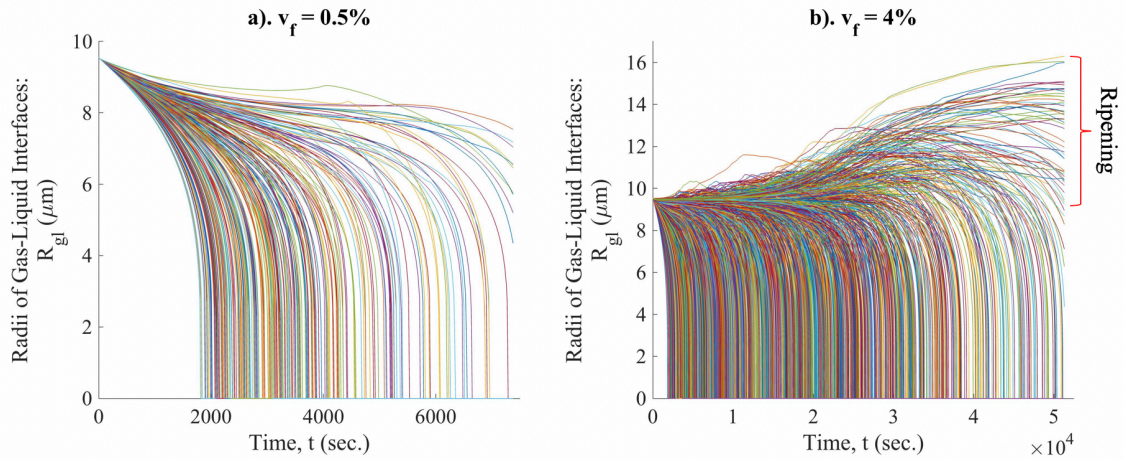 a). v_f = 0.5%
Radii of Gas-Liquid Interfaces:
R_gl (μm)
10
8
6
4
2
0
0 2000 4000 6000
Time, t (sec.)
b). v_f = 4%
Radii of Gas-Liquid Interfaces:
R_gl (μm)
16
14
12
10
8
6
4
2
0
0 1 2 3 4 5
×10^4
Time, t (sec.)
Ripening